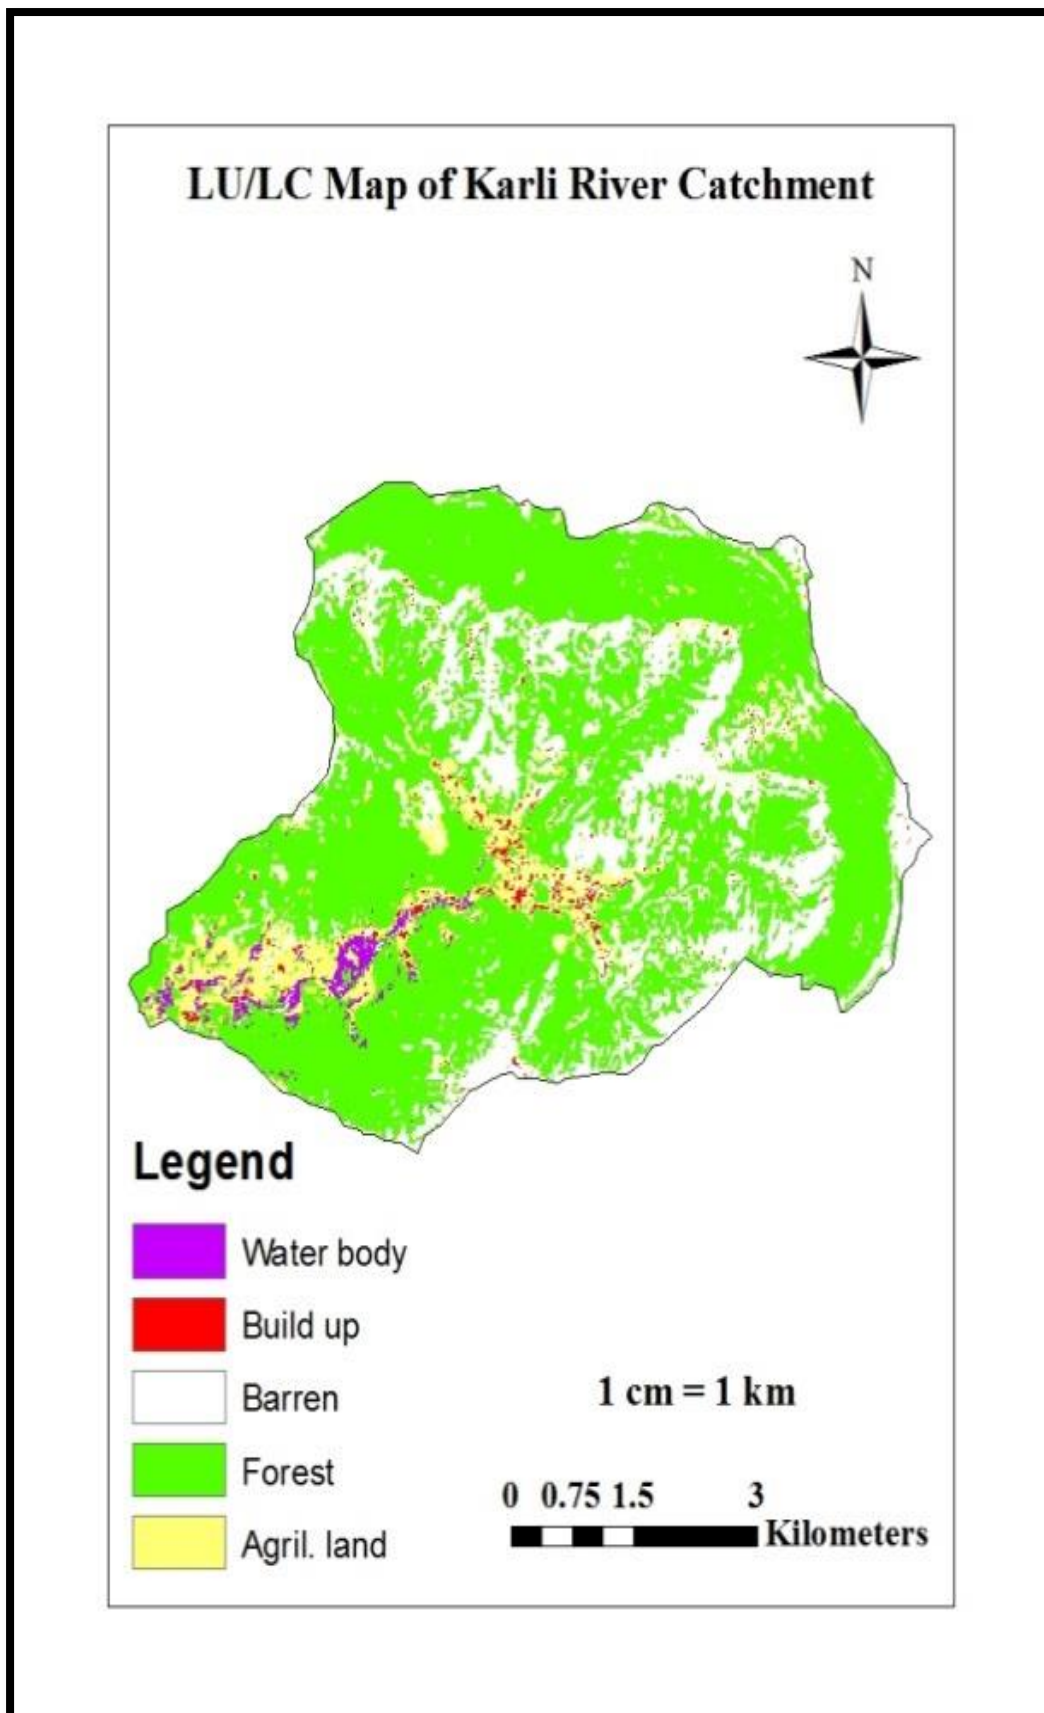 LU/LC Map of Karli River Catchment
N
Legend
Water body
Build up
Barren
Forest
Agril. land
1 cm = 1 km
0 0.75 1.5 3
Kilometers